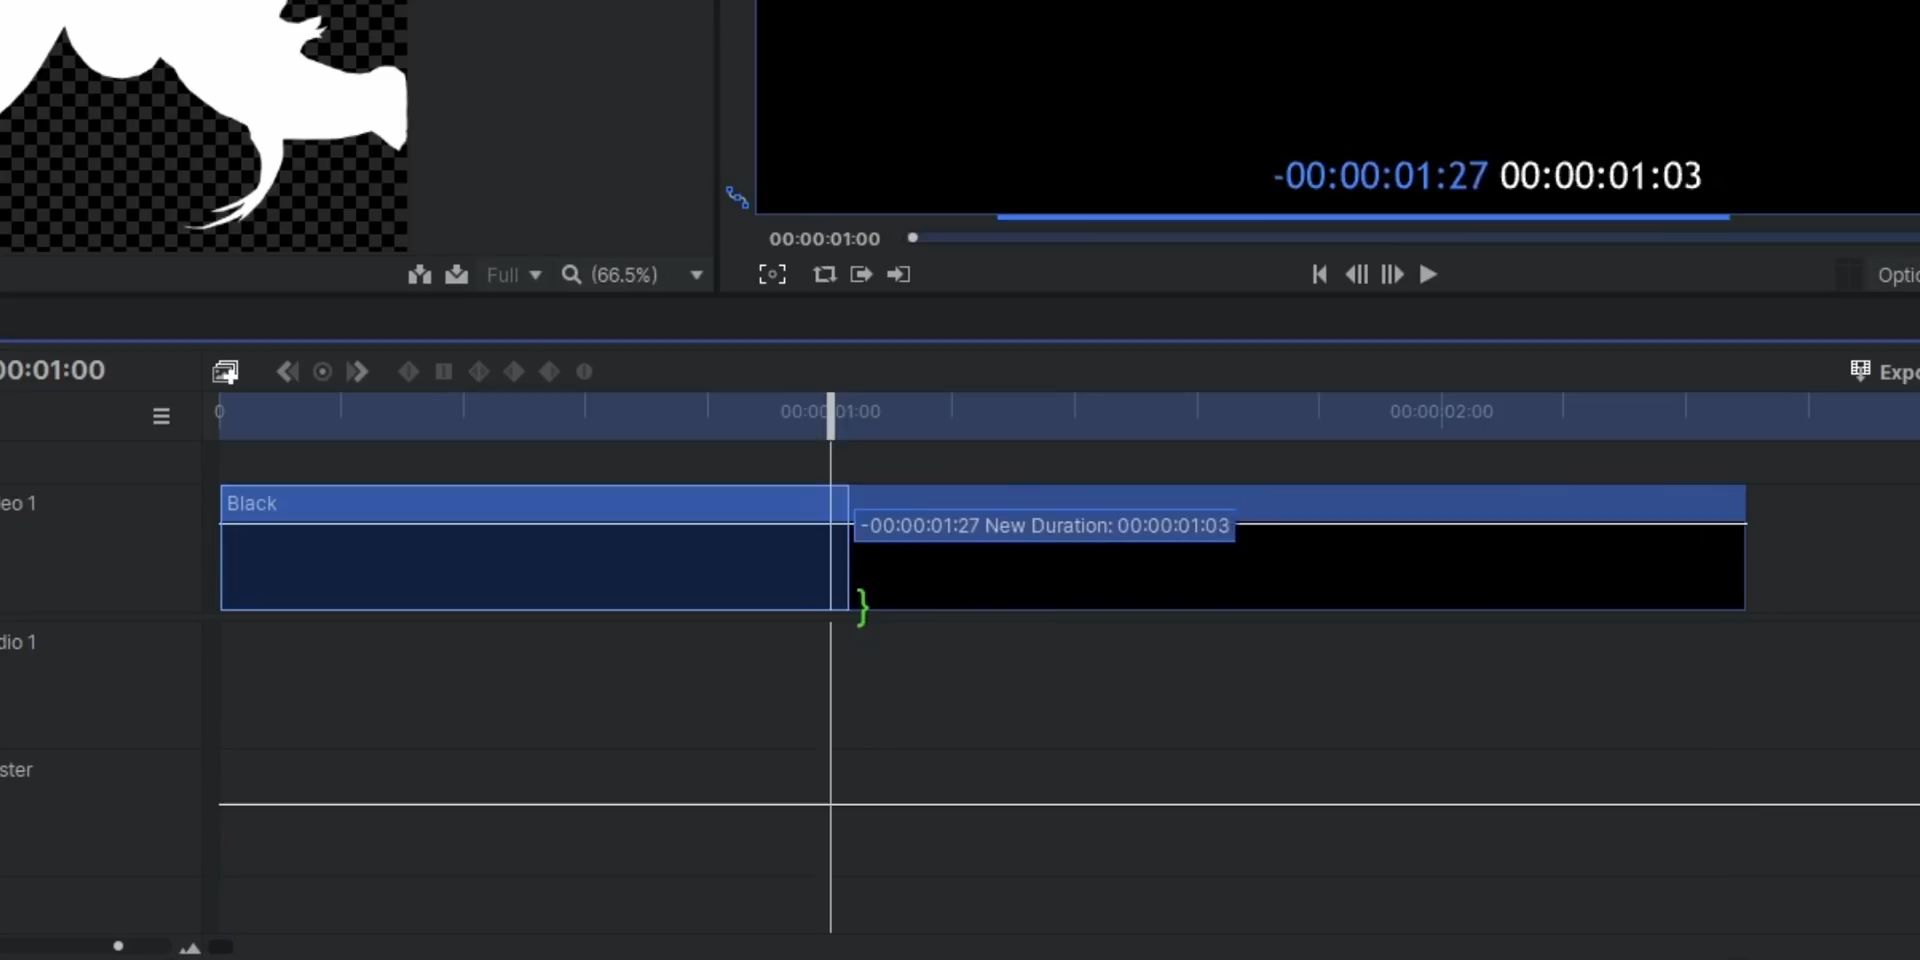 -00:00:01:27 00:00:01:03
00:00:01:00
Full (66.5%)
Optio
00:01:00
Expo
0 00:00:01:00 00:00:02:00
eo 1
Black
-00:00:01:27 New Duration: 00:00:01:03
dio 1
ster